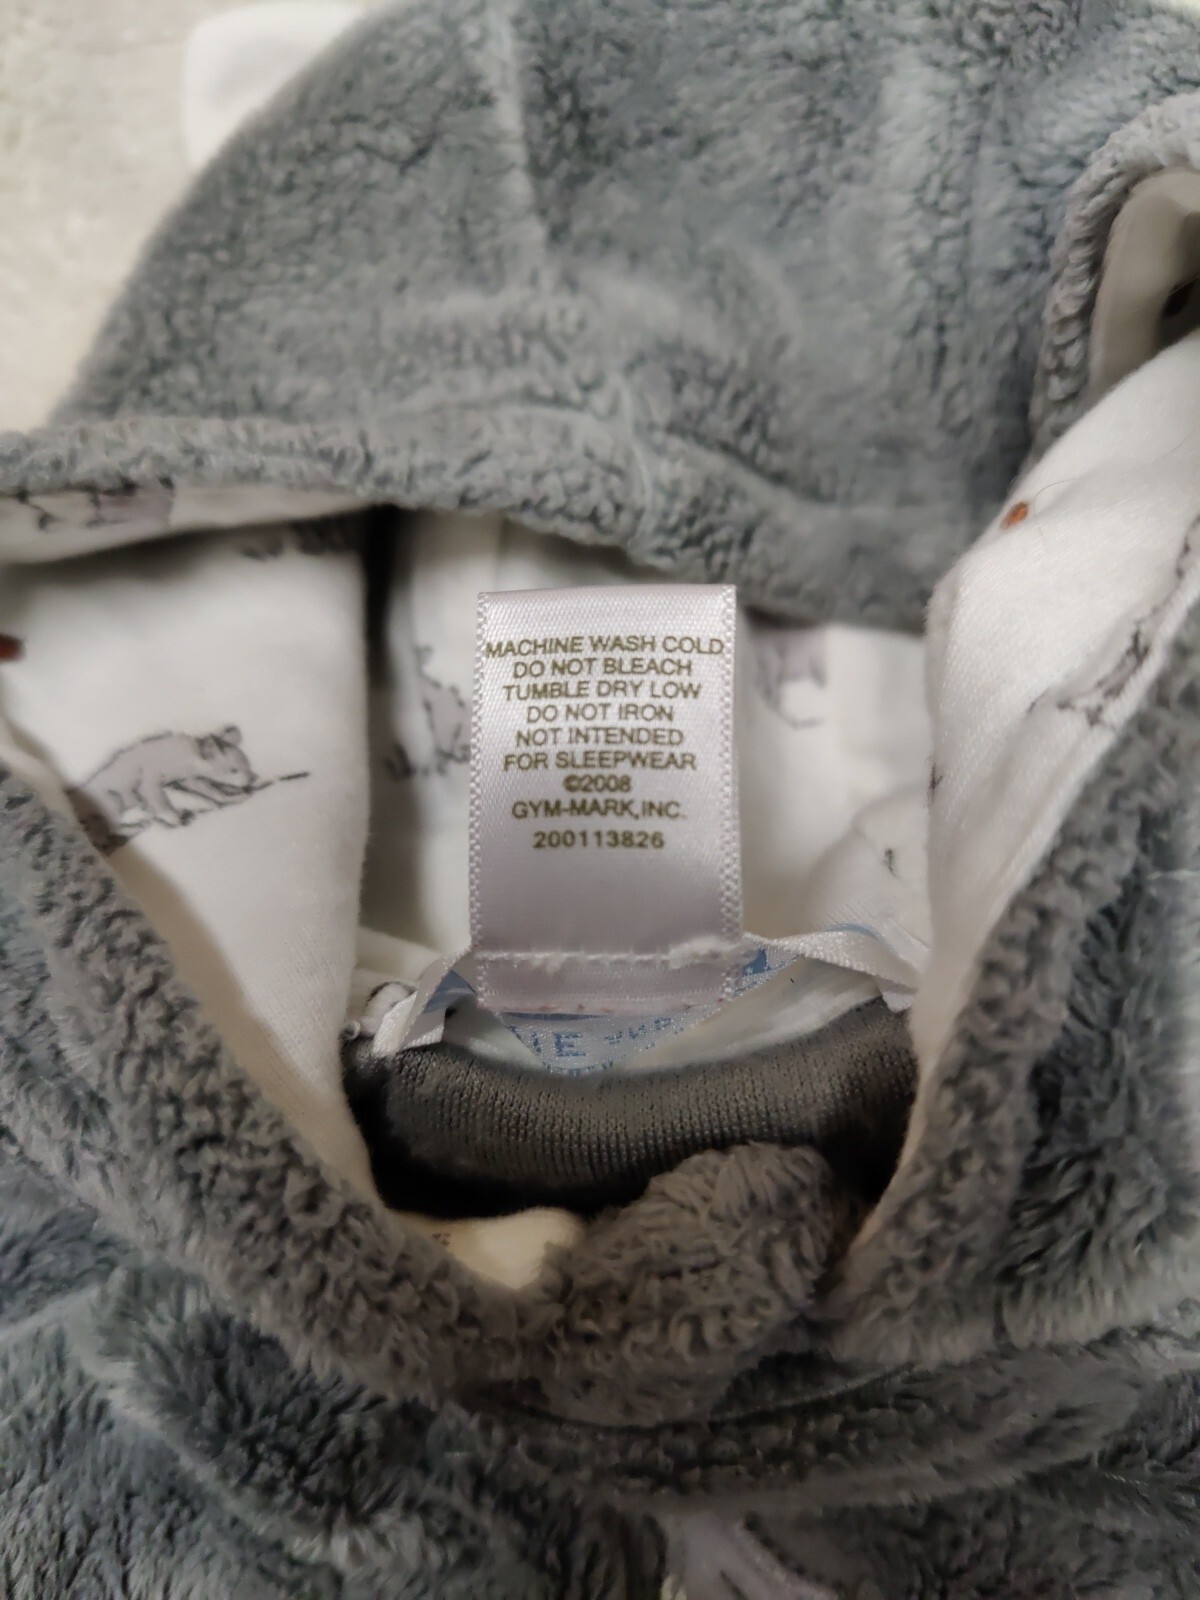 MACHINE WASH COLD
DO NOT BLEACH
TUMBLE DRY LOW
DO NOT IRON
NOT INTENDED
FOR SLEEPWEAR
©2008
GYM-MARK, INC.
200113826